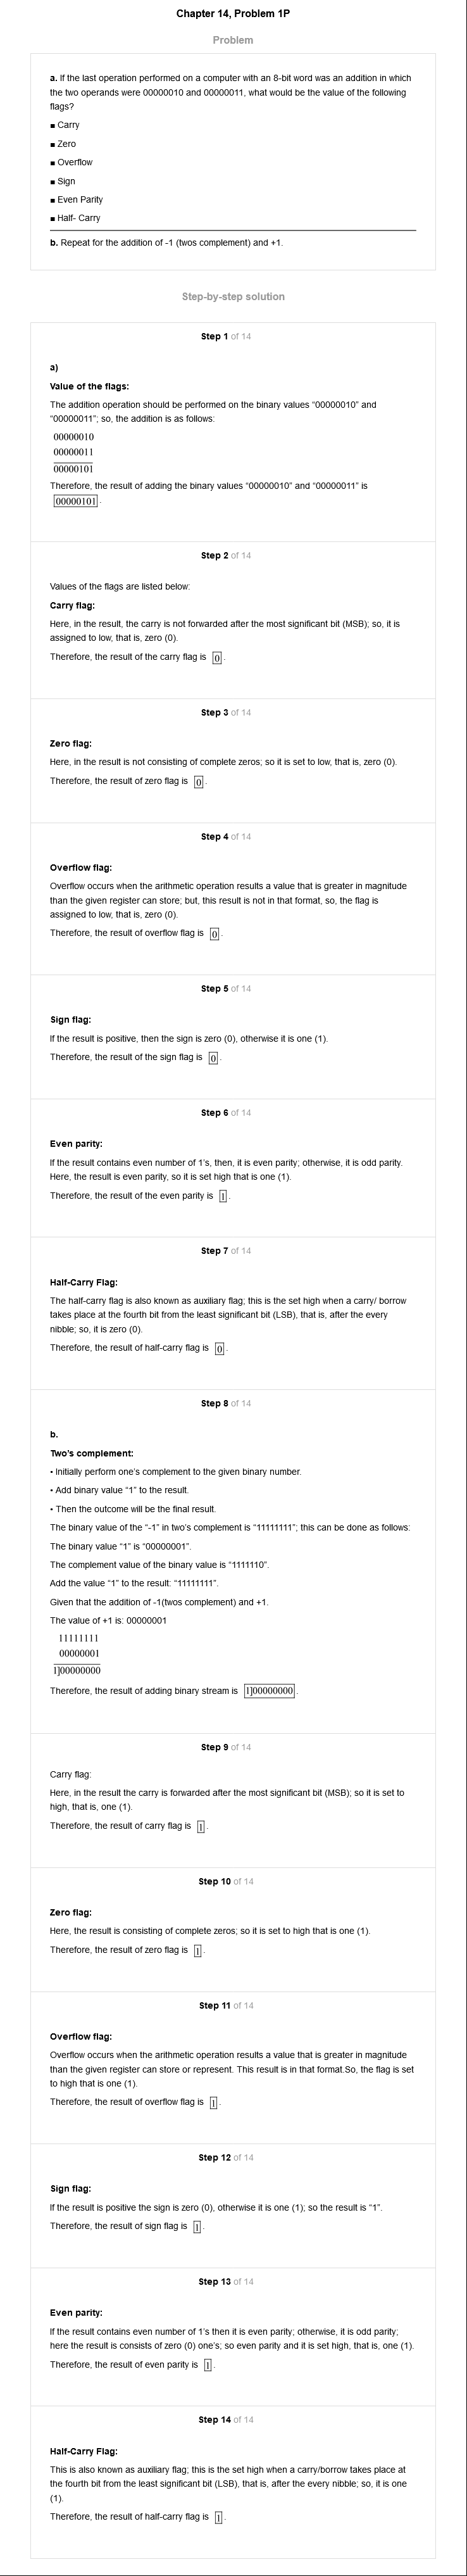 Chapter 14, Problem 1P
Problem
a. If the last operation performed on a computer with an 8-bit word was an addition in which
the two operands were 00000010 and 00000011, what would be the value of the following
flags?
■ Carry
■ Zero
■ Overflow
■ Sign
■ Even Parity
■ Half- Carry
b. Repeat for the addition of -1 (twos complement) and +1.
Step-by-step solution
Step 1 of 14
a)
Value of the flags:
The addition operation should be performed on the binary values “00000010” and
“00000011”; so, the addition is as follows:
00000010
00000011
00000101
Therefore, the result of adding the binary values “00000010” and “00000011” is
00000101.
Step 2 of 14
Values of the flags are listed below:
Carry flag:
Here, in the result, the carry is not forwarded after the most significant bit (MSB); so, it is
assigned to low, that is, zero (0).
Therefore, the result of the carry flag is 0.
Step 3 of 14
Zero flag:
Here, in the result is not consisting of complete zeros; so it is set to low, that is, zero (0).
Therefore, the result of zero flag is 0.
Step 4 of 14
Overflow flag:
Overflow occurs when the arithmetic operation results a value that is greater in magnitude
than the given register can store; but, this result is not in that format, so, the flag is
assigned to low, that is, zero (0).
Therefore, the result of overflow flag is 0.
Step 5 of 14
Sign flag:
If the result is positive, then the sign is zero (0), otherwise it is one (1).
Therefore, the result of the sign flag is 0.
Step 6 of 14
Even parity:
If the result contains even number of 1’s, then, it is even parity; otherwise, it is odd parity.
Here, the result is even parity, so it is set high that is one (1).
Therefore, the result of the even parity is 1.
Step 7 of 14
Half-Carry Flag:
The half-carry flag is also known as auxiliary flag; this is the set high when a carry/ borrow
takes place at the fourth bit from the least significant bit (LSB), that is, after the every
nibble; so, it is zero (0).
Therefore, the result of half-carry flag is 0.
Step 8 of 14
b.
Two’s complement:
• Initially perform one’s complement to the given binary number.
• Add binary value “1” to the result.
• Then the outcome will be the final result.
The binary value of the “-1” in two’s complement is “11111111”; this can be done as follows:
The binary value “1” is “00000001”.
The complement value of the binary value is “1111110”.
Add the value “1” to the result: “11111111”.
Given that the addition of -1(twos complement) and +1.
The value of +1 is: 00000001
11111111
00000001
1]00000000
Therefore, the result of adding binary stream is 1]00000000.
Step 9 of 14
Carry flag:
Here, in the result the carry is forwarded after the most significant bit (MSB); so it is set to
high, that is, one (1).
Therefore, the result of carry flag is 1.
Step 10 of 14
Zero flag:
Here, the result is consisting of complete zeros; so it is set to high that is one (1).
Therefore, the result of zero flag is 1.
Step 11 of 14
Overflow flag:
Overflow occurs when the arithmetic operation results a value that is greater in magnitude
than the given register can store or represent. This result is in that format.So, the flag is set
to high that is one (1).
Therefore, the result of overflow flag is 1.
Step 12 of 14
Sign flag:
If the result is positive the sign is zero (0), otherwise it is one (1); so the result is “1”.
Therefore, the result of sign flag is 1.
Step 13 of 14
Even parity:
If the result contains even number of 1’s then it is even parity; otherwise, it is odd parity;
here the result is consists of zero (0) one’s; so even parity and it is set high, that is, one (1).
Therefore, the result of even parity is 1.
Step 14 of 14
Half-Carry Flag:
This is also known as auxiliary flag; this is the set high when a carry/borrow takes place at
the fourth bit from the least significant bit (LSB), that is, after the every nibble; so, it is one
(1).
Therefore, the result of half-carry flag is 1.